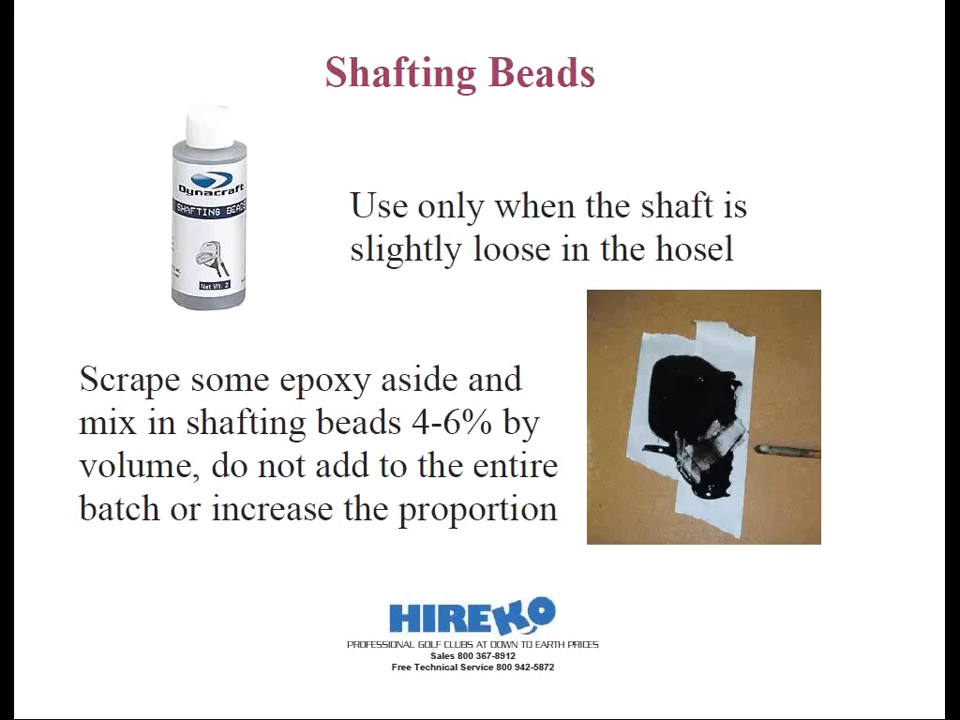 Shafting Beads
Dynacraft
SHAFTING BEADS
Net Wt. 2
Use only when the shaft is
slightly loose in the hosel
Scrape some epoxy aside and
mix in shafting beads 4-6% by
volume, do not add to the entire
batch or increase the proportion
HIREKO
PROFESSIONAL GOLF CLUBS AT DOWN TO EARTH PRICES
Sales 800 367-8912
Free Technical Service 800 942-5872